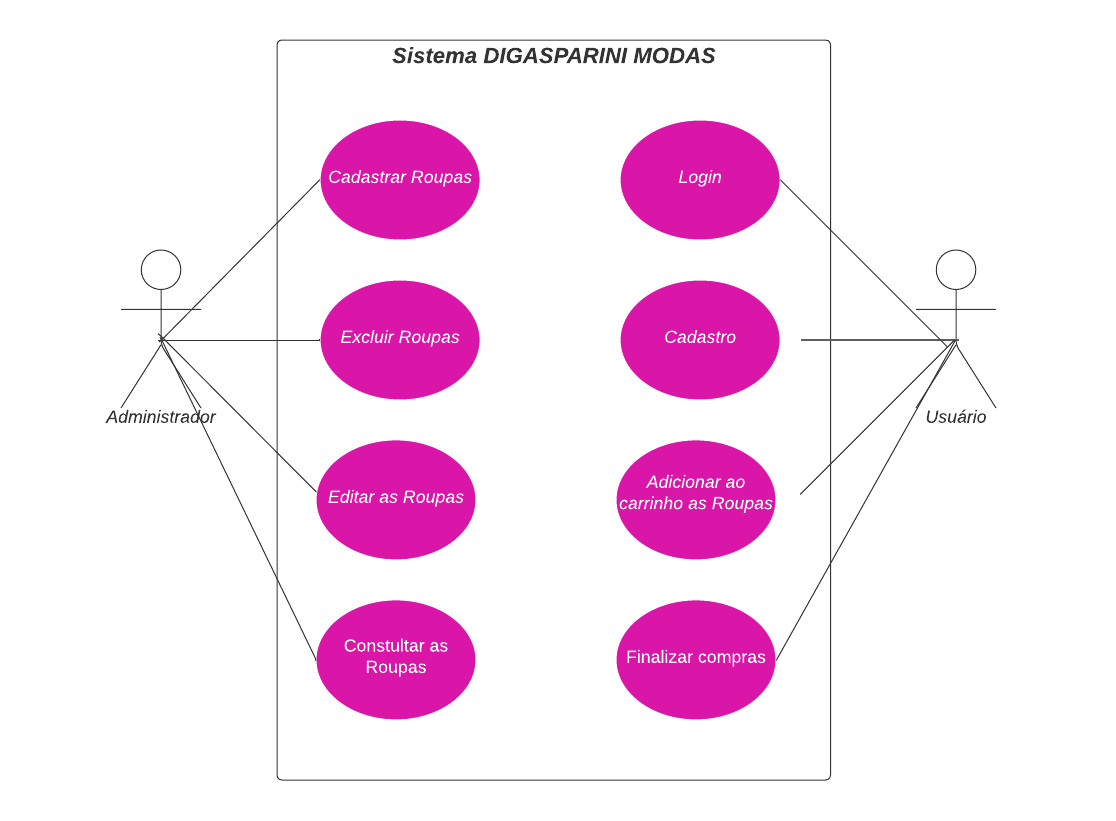 Sistema DIGASPARINI MODAS
Cadastrar Roupas
Login
Excluir Roupas
Cadastro
Administrador
Usuário
Editar as Roupas
Adicionar ao
carrinho as Roupas
Constultar as
Roupas
Finalizar compras